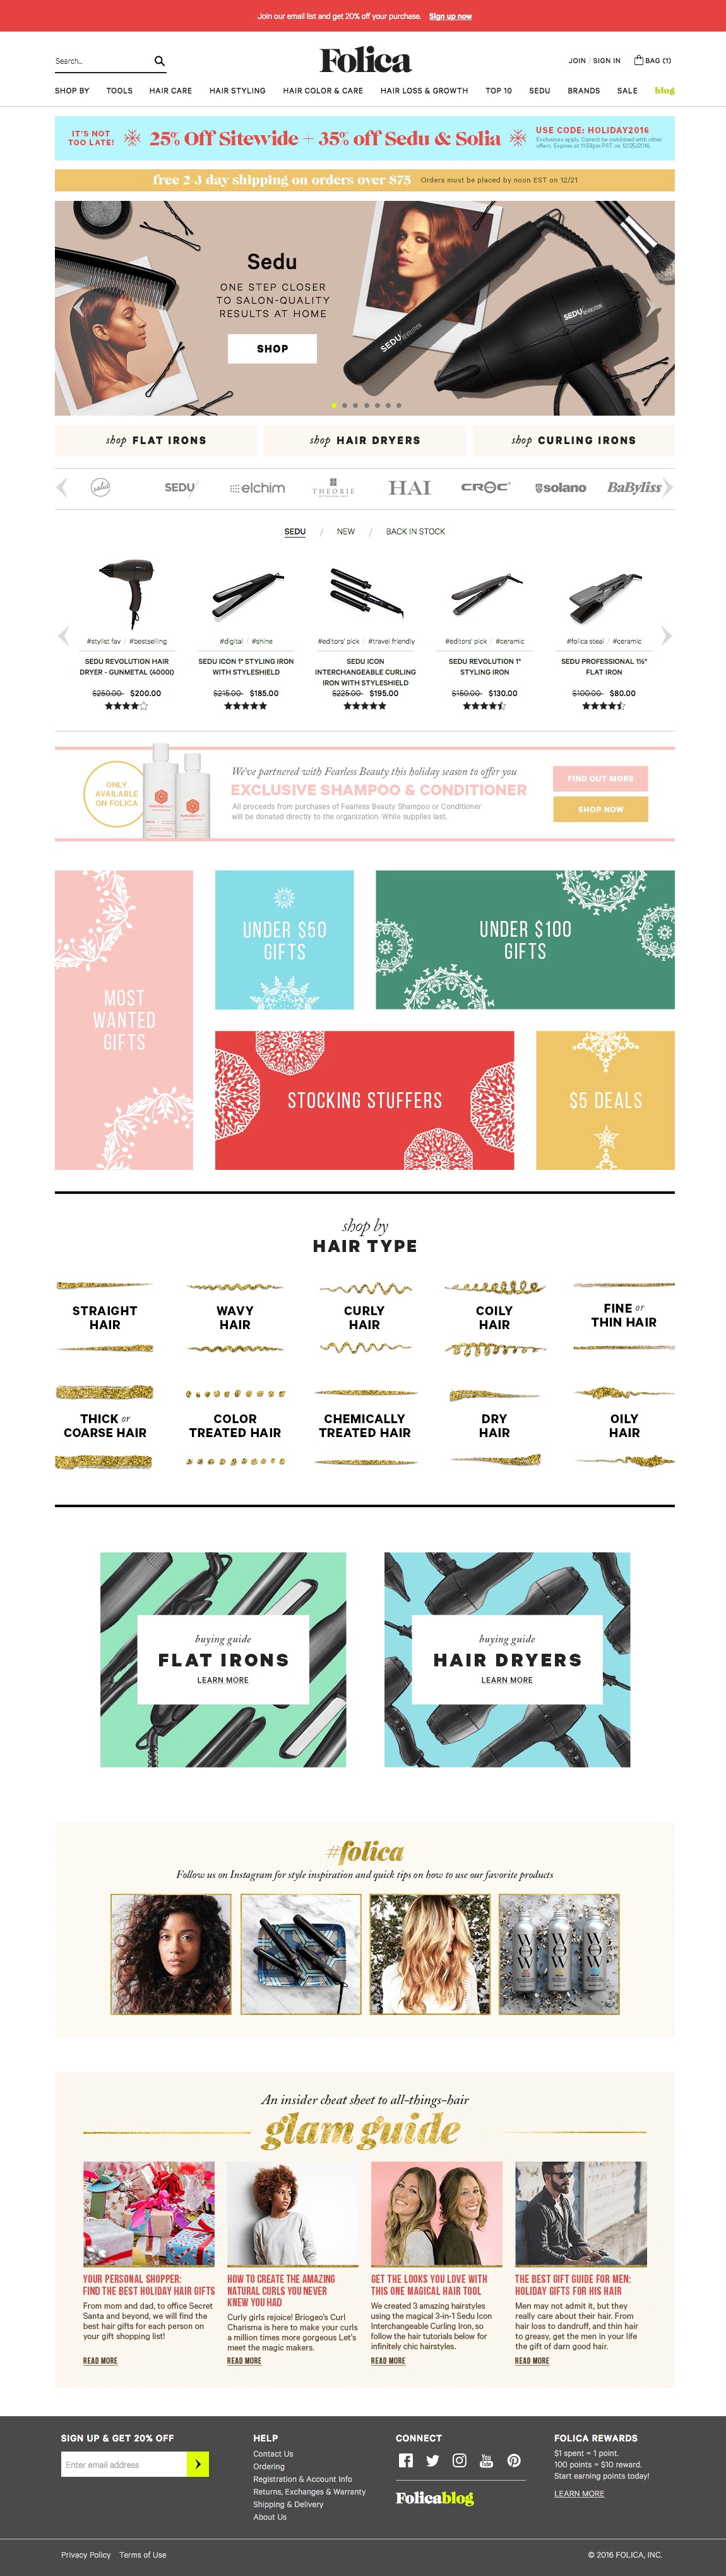 Join our email list and get 20% off your purchase. Sign up now
Search...
Folica
JOIN / SIGN IN
BAG (1)
SHOP BY TOOLS HAIR CARE HAIR STYLING HAIR COLOR & CARE HAIR LOSS & GROWTH TOP 10 SEDU BRANDS SALE blog
IT'S NOT
TOO LATE!
25% Off Sitewide + 35% off Sedu & Solia
USE CODE: HOLIDAY2016
Exclusions apply. Cannot be combined with other
offers. Expires at 11:59pm PST on 12/25/2016.
free 2-3 day shipping on orders over $75 Orders must be placed by noon EST on 12/21
Sedu
ONE STEP CLOSER
TO SALON-QUALITY
RESULTS AT HOME
SHOP
SEDU REVOLUTION
SEDU REVOLUTION
shop FLAT IRONS
shop HAIR DRYERS
shop CURLING IRONS
solia SEDU elchim THEORIE HAI CROC solano BaByliss
SEDU / NEW / BACK IN STOCK
#stylist fav / #bestselling
SEDU REVOLUTION HAIR
DRYER - GUNMETAL (4000I)
$250.00 $200.00
#digital / #shine
SEDU ICON 1" STYLING IRON
WITH STYLESHIELD
$215.00 $185.00
#editors' pick / #travel friendly
SEDU ICON
INTERCHANGEABLE CURLING
IRON WITH STYLESHIELD
$225.00 $195.00
#editors' pick / #ceramic
SEDU REVOLUTION 1"
STYLING IRON
$150.00 $130.00
#folica steal / #ceramic
SEDU PROFESSIONAL 1½"
FLAT IRON
$100.00 $80.00
ONLY
AVAILABLE
ON FOLICA
We've partnered with Fearless Beauty this holiday season to offer you
EXCLUSIVE SHAMPOO & CONDITIONER
All proceeds from purchases of Fearless Beauty Shampoo or Conditioner
will be donated directly to the organization. While supplies last.
FIND OUT MORE
SHOP NOW
MOST
WANTED
GIFTS
UNDER $50
GIFTS
UNDER $100
GIFTS
STOCKING STUFFERS
$5 DEALS
shop by
HAIR TYPE
STRAIGHT
HAIR
WAVY
HAIR
CURLY
HAIR
COILY
HAIR
FINE or
THIN HAIR
THICK or
COARSE HAIR
COLOR
TREATED HAIR
CHEMICALLY
TREATED HAIR
DRY
HAIR
OILY
HAIR
buying guide
FLAT IRONS
LEARN MORE
buying guide
HAIR DRYERS
LEARN MORE
#folica
Follow us on Instagram for style inspiration and quick tips on how to use our favorite products
COLOR WOW
COLOR WOW
COLOR WOW
An insider cheat sheet to all-things-hair
glam guide
YOUR PERSONAL SHOPPER:
FIND THE BEST HOLIDAY HAIR GIFTS
From mom and dad, to office Secret
Santa and beyond, we will find the
best hair gifts for each person on
your gift shopping list!
READ MORE
HOW TO CREATE THE AMAZING
NATURAL CURLS YOU NEVER
KNEW YOU HAD
Curly girls rejoice! Briogeo's Curl
Charisma is here to make your curls
a million times more gorgeous Let's
meet the magic makers.
READ MORE
GET THE LOOKS YOU LOVE WITH
THIS ONE MAGICAL HAIR TOOL
We created 3 amazing hairstyles
using the magical 3-in-1 Sedu Icon
Interchangeable Curling Iron, so
follow the hair tutorials below for
infinitely chic hairstyles.
READ MORE
THE BEST GIFT GUIDE FOR MEN:
HOLIDAY GIFTS FOR HIS HAIR
Men may not admit it, but they
really care about their hair. From
hair loss to dandruff, and thin hair
to greasy, get the men in your life
the gift of darn good hair.
READ MORE
SIGN UP & GET 20% OFF
Enter email address
HELP
Contact Us
Ordering
Registration & Account Info
Returns, Exchanges & Warranty
Shipping & Delivery
About Us
CONNECT
You Tube
Folicablog
FOLICA REWARDS
$1 spent = 1 point.
100 points = $10 reward.
Start earning points today!
LEARN MORE
Privacy Policy Terms of Use
© 2016 FOLICA, INC.